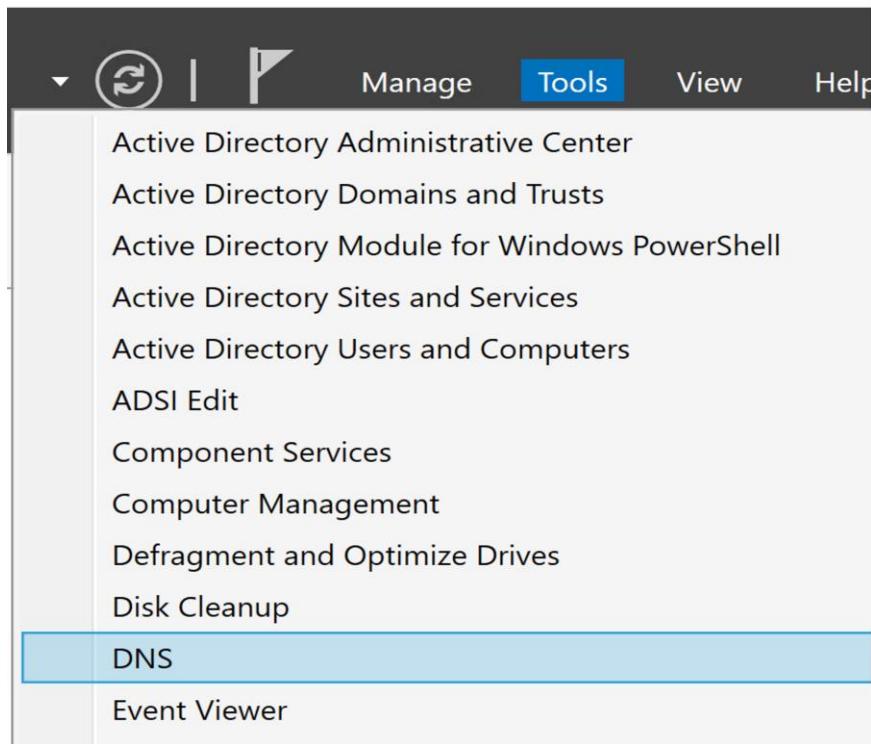 Manage Tools View Help
Active Directory Administrative Center
Active Directory Domains and Trusts
Active Directory Module for Windows PowerShell
Active Directory Sites and Services
Active Directory Users and Computers
ADSI Edit
Component Services
Computer Management
Defragment and Optimize Drives
Disk Cleanup
DNS
Event Viewer